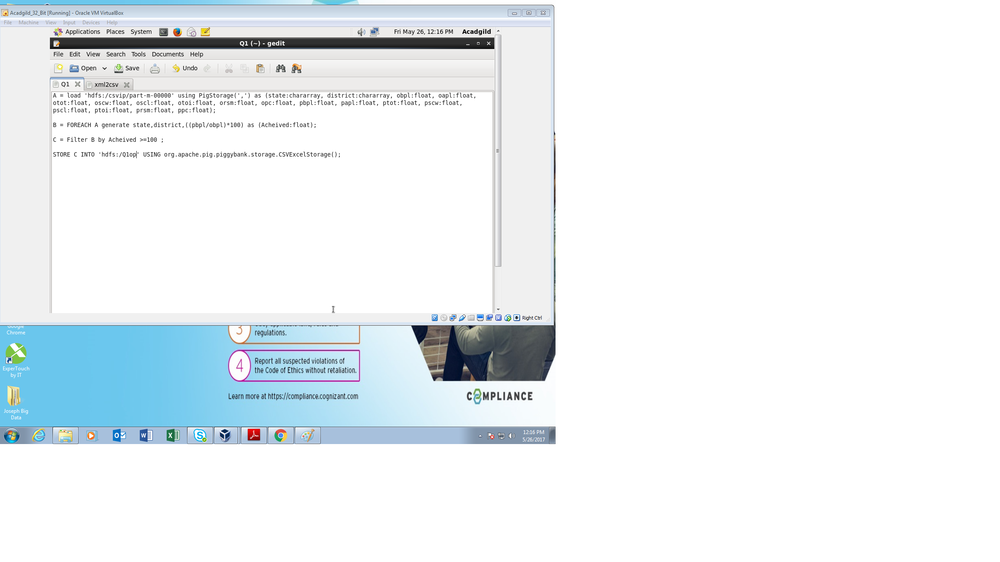 Acadgild_32_Bit [Running] - Oracle VM VirtualBox
File Machine View Input Devices Help
Applications Places System Fri May 26, 12:16 PM Acadgild
Q1 (~) - gedit
File Edit View Search Tools Documents Help
Open Save Undo
Q1 xml2csv
A = load 'hdfs:/csvip/part-m-00000' using PigStorage(',') as (state:chararray, district:chararray, obpl:float, oapl:float,
otot:float, oscw:float, oscl:float, otoi:float, orsm:float, opc:float, pbpl:float, papl:float, ptot:float, pscw:float,
pscl:float, ptoi:float, prsm:float, ppc:float);
B = FOREACH A generate state,district,((pbpl/obpl)*100) as (Acheived:float);
C = Filter B by Acheived >=100 ;
STORE C INTO 'hdfs:/Q1op' USING org.apache.pig.piggybank.storage.CSVExcelStorage();
Right Ctrl
Google
Chrome
3
regulations.
ExperTouch
by IT
4
Report all suspected violations of
the Code of Ethics without retaliation.
Learn more at https://compliance.cognizant.com
COMPLIANCE
Joseph Big
Data
12:16 PM
5/26/2017